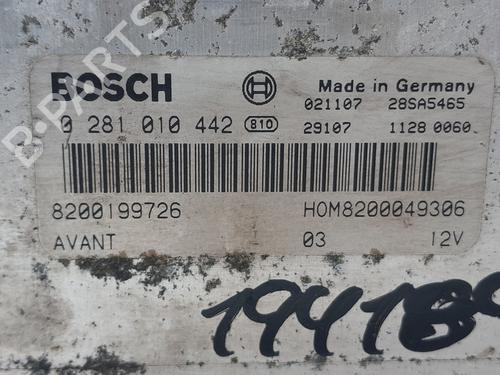 B-PARTS
BOSCH
Made in Germany
021107 28SA5465
0 281 010 442 810
29107 1128 0060
8200199726 HOM8200049306
AVANT 03 12V